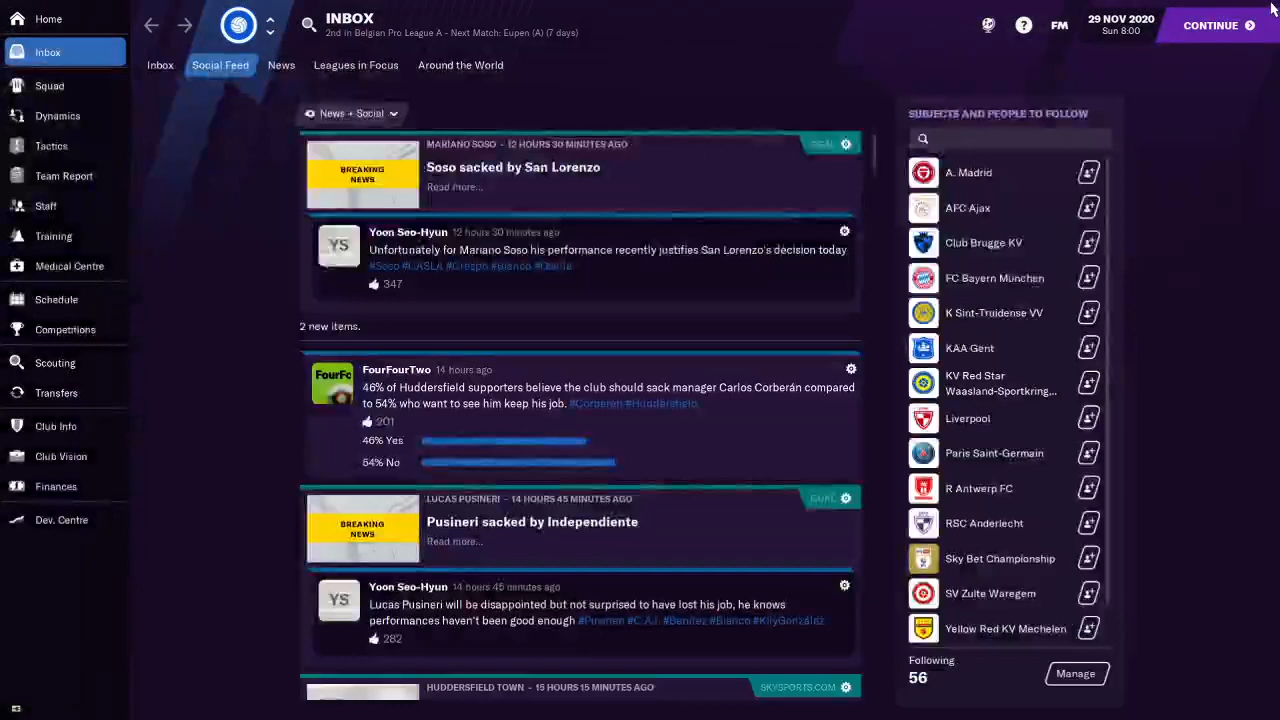 Home
INBOX
2nd in Belgian Pro League A - Next Match: Eupen (A) (7 days)
FM
29 NOV 2020
Sun 8:00
CONTINUE
Inbox
Squad
Dynamics
Tactics
Team Report
Staff
Training
Medical Centre
Schedule
Competitions
Scouting
Transfers
Club Info
Club Vision
Finances
Dev. Centre
Inbox
Social Feed
News
Leagues in Focus
Around the World
News + Social
MARIANO SOSO - 12 HOURS 30 MINUTES AGO
BREAKING
NEWS
Soso sacked by San Lorenzo
Read more...
YS
Yoon Seo-Hyun 12 hours 30 minutes ago
Unfortunately for Mariano Soso his performance recently justifies San Lorenzo's decision today
#Soso #CASLA #Crespo #Bianco
347
2 new items.
FourFo
FourFourTwo 14 hours ago
46% of Huddersfield supporters believe the club should sack manager Carlos Corberán compared
to 54% who want to see him keep his job. #Corberan #Huddersfield
201
46% Yes
54% No
LUCAS PUSINERI - 14 HOURS 45 MINUTES AGO
BREAKING
NEWS
Pusineri sacked by Independiente
Read more...
YS
Yoon Seo-Hyun 14 hours 45 minutes ago
Lucas Pusineri will be disappointed but not surprised to have lost his job, he knows
performances haven't been good enough #Pusineri #C.A.I. #Benítez #Bianco #KilyGonzález
282
HUDDERSFIELD TOWN - 15 HOURS 15 MINUTES AGO
SKYSPORTS.COM
SUBJECTS AND PEOPLE TO FOLLOW
A. Madrid
AFC Ajax
Club Brugge KV
FC Bayern München
K Sint-Truidense VV
KAA Gent
KV Red Star
Waasland-Sportkring,...
Liverpool
Paris Saint-Germain
R Antwerp FC
RSC Anderlecht
Sky Bet Championship
SV Zulte Waregem
Yellow Red KV Mechelen
Following
56
Manage